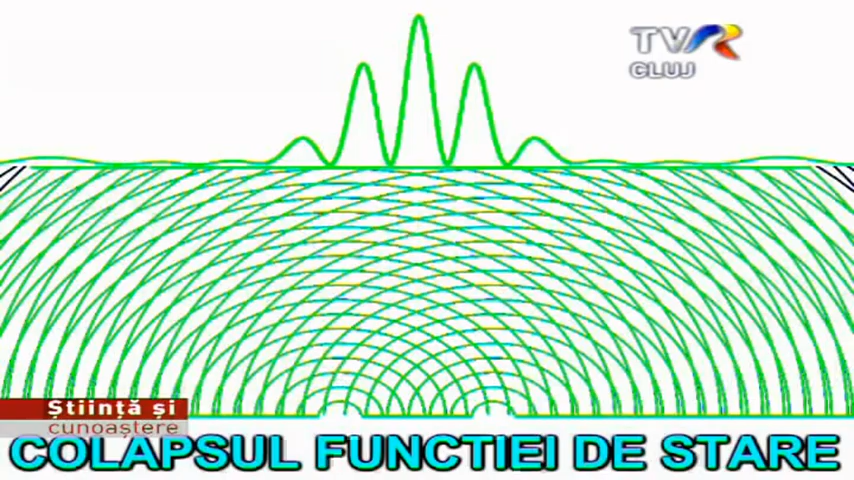 TVR
CLUJ
Știință și
cunoaștere
COLAPSUL FUNCTIEI DE STARE